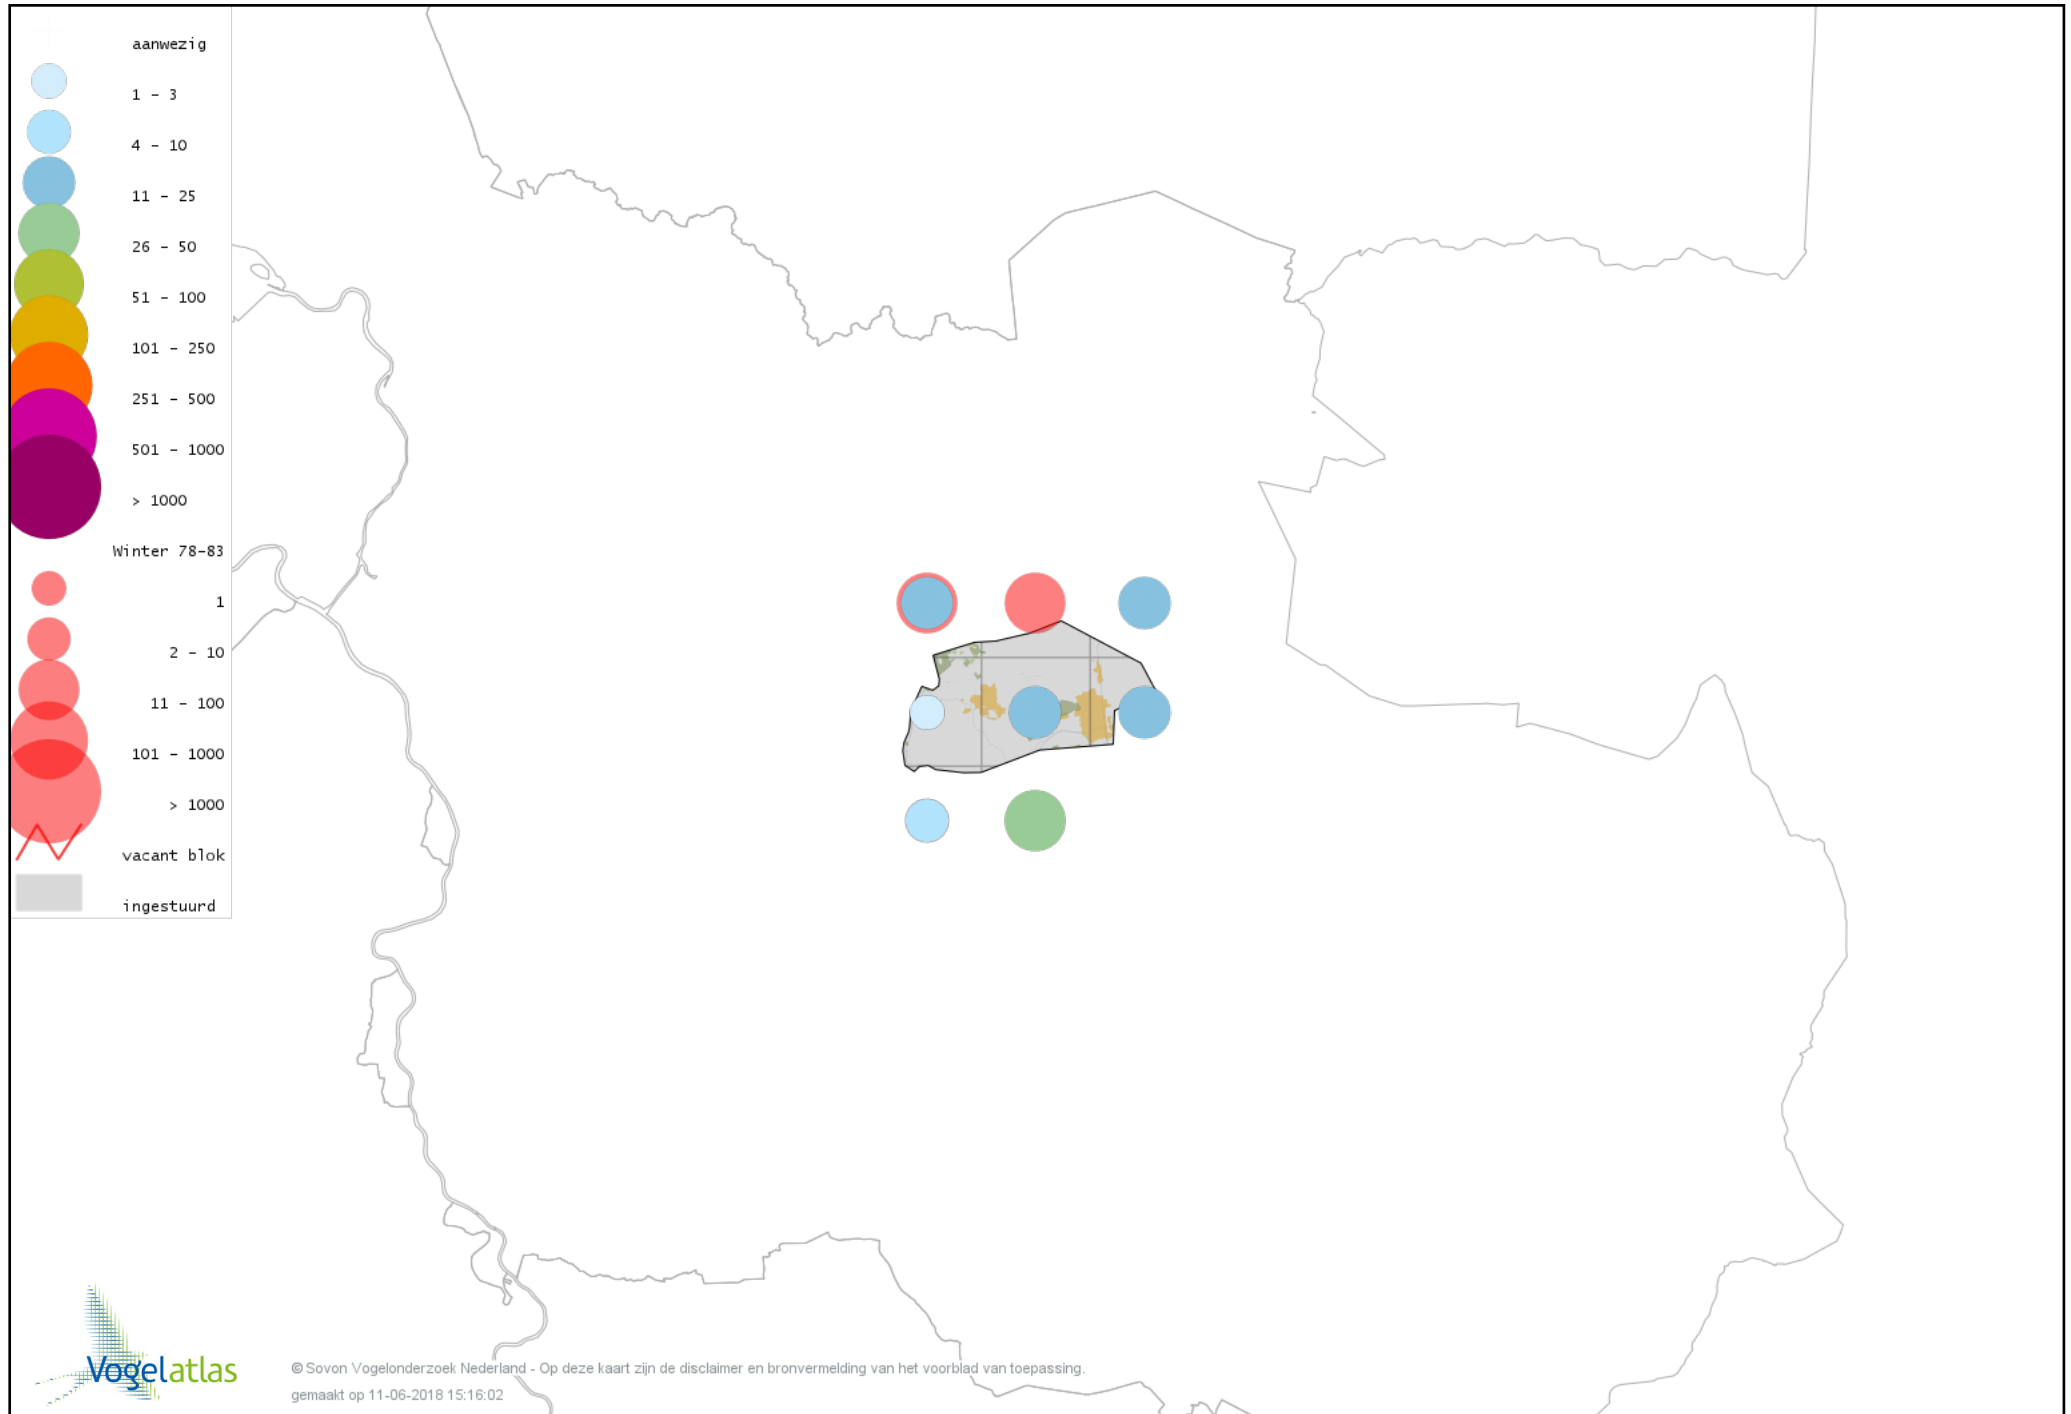 aanwezig
1 - 3
4 - 10
11 - 25
26 - 50
51 - 100
101 - 250
251 - 500
501 - 1000
> 1000
Winter 78-83
1
2 - 10
11 - 100
101 - 1000
> 1000
vacant blok
ingestuurd
Vogelatlas
© Sovon Vogelonderzoek Nederland - Op deze kaart zijn de disclaimer en bronvermelding van het voorblad van toepassing.
gemaakt op 11-06-2018 15:16:02